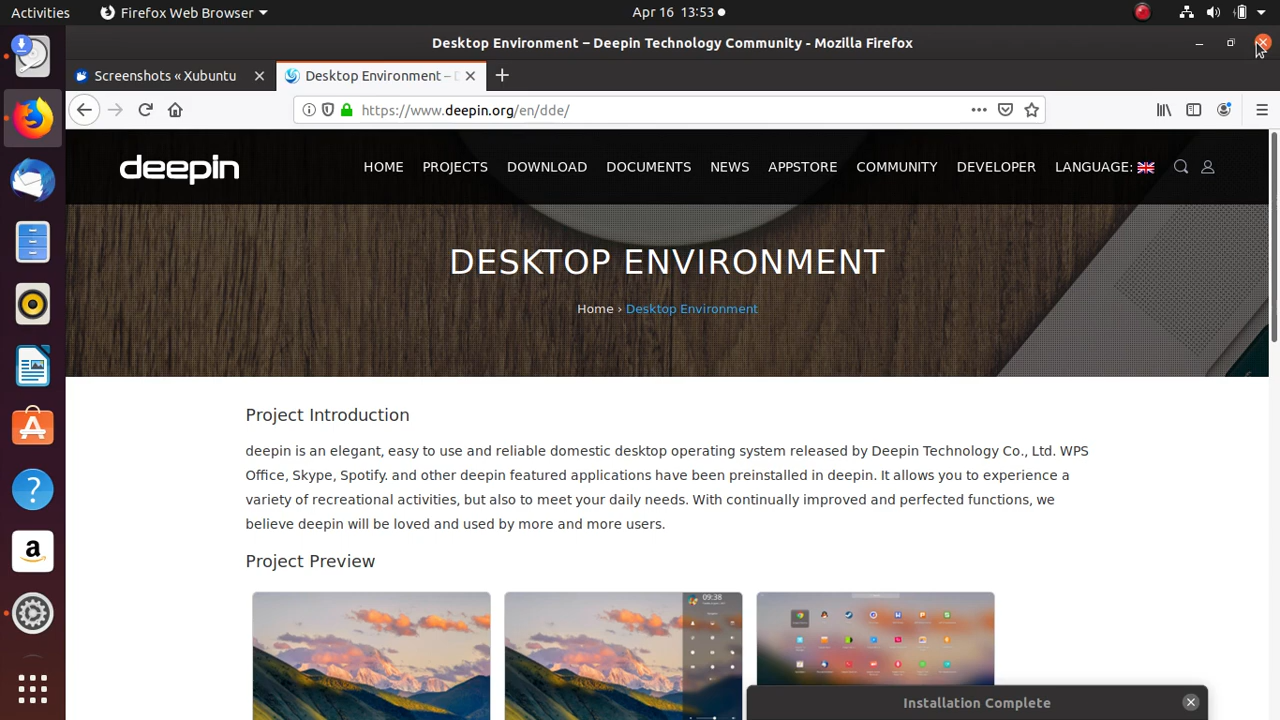 Activities
Firefox Web Browser
Apr 16 13:53
Desktop Environment – Deepin Technology Community - Mozilla Firefox
Screenshots « Xubuntu
Desktop Environment –
https://www.deepin.org/en/dde/
deepin
HOME PROJECTS DOWNLOAD DOCUMENTS NEWS APPSTORE COMMUNITY DEVELOPER LANGUAGE:
DESKTOP ENVIRONMENT
Home › Desktop Environment
Project Introduction
deepin is an elegant, easy to use and reliable domestic desktop operating system released by Deepin Technology Co., Ltd. WPS
Office, Skype, Spotify. and other deepin featured applications have been preinstalled in deepin. It allows you to experience a
variety of recreational activities, but also to meet your daily needs. With continually improved and perfected functions, we
believe deepin will be loved and used by more and more users.
Project Preview
09:38
Installation Complete